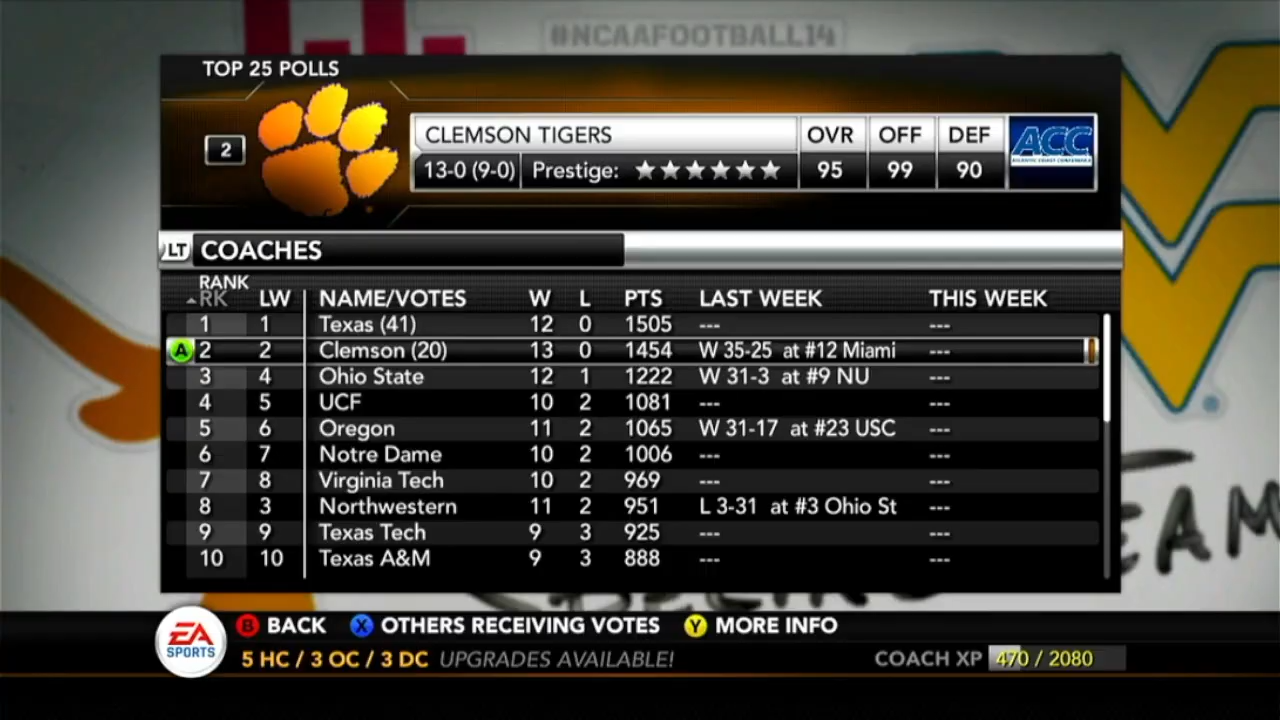 #NCAAFOOTBALL14
TOP 25 POLLS
2
CLEMSON TIGERS OVR OFF DEF
13-0 (9-0) Prestige: 95 99 90
ACC
ATLANTIC COAST CONFERENCE
LT COACHES
RANK
RK LW NAME/VOTES W L PTS LAST WEEK THIS WEEK
1 1 Texas (41) 12 0 1505 --- ---
A 2 2 Clemson (20) 13 0 1454 W 35-25 at #12 Miami ---
3 4 Ohio State 12 1 1222 W 31-3 at #9 NU ---
4 5 UCF 10 2 1081 --- ---
5 6 Oregon 11 2 1065 W 31-17 at #23 USC ---
6 7 Notre Dame 10 2 1006 --- ---
7 8 Virginia Tech 10 2 969 --- ---
8 3 Northwestern 11 2 951 L 3-31 at #3 Ohio St ---
9 9 Texas Tech 9 3 925 --- ---
10 10 Texas A&M 9 3 888 --- ---
EAM
EA SPORTS
B BACK X OTHERS RECEIVING VOTES Y MORE INFO
5 HC / 3 OC / 3 DC UPGRADES AVAILABLE! COACH XP 470 / 2080